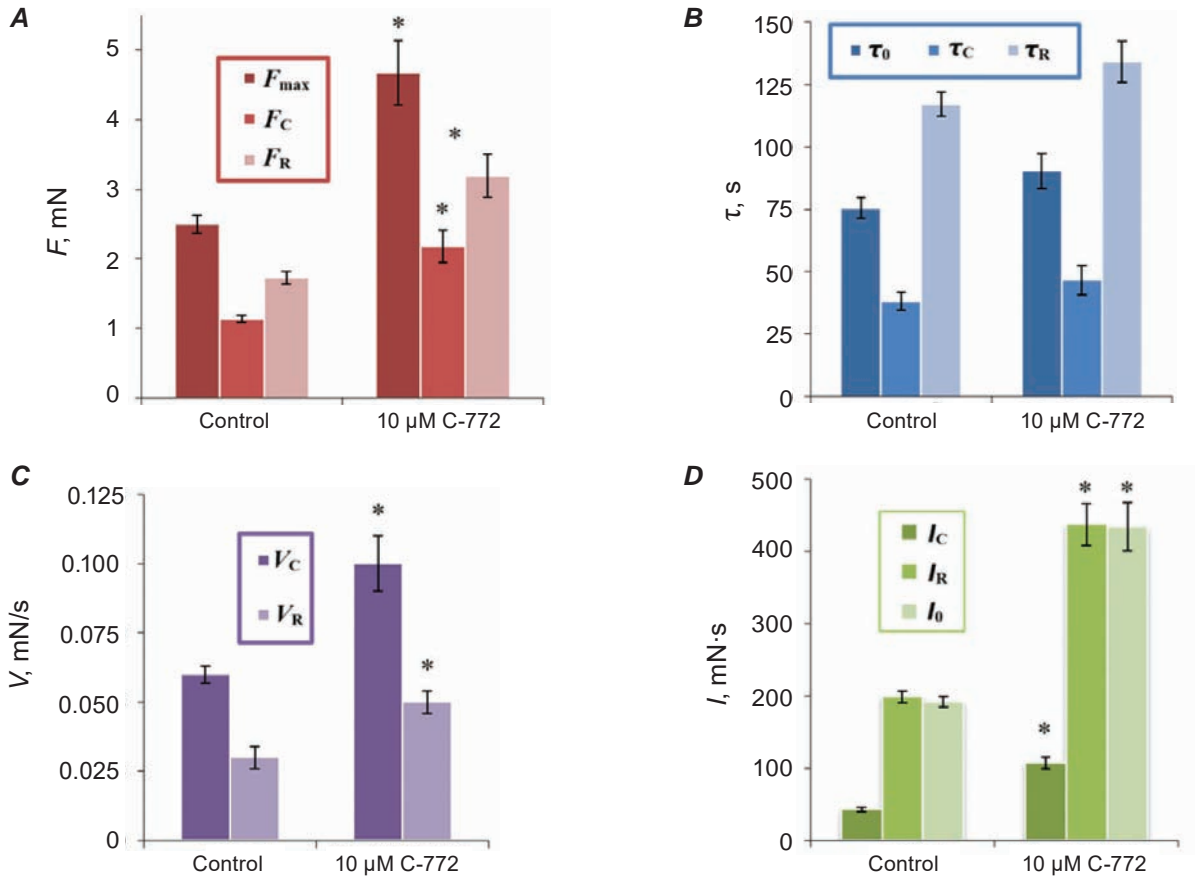 A
5
4
3
2
1
0
F, mN
*
*
*
Fmax
FC
FR
Control
10 µM C-772
B
150
125
100
75
50
25
0
τ, s
τ0 τC τR
Control
10 µM C-772
C
0.125
0.100
0.075
0.050
0.025
0
V, mN/s
*
*
VC
VR
Control
10 µM C-772
D
500
400
300
200
100
0
I, mN·s
*
*
*
IC
IR
I0
Control
10 µM C-772